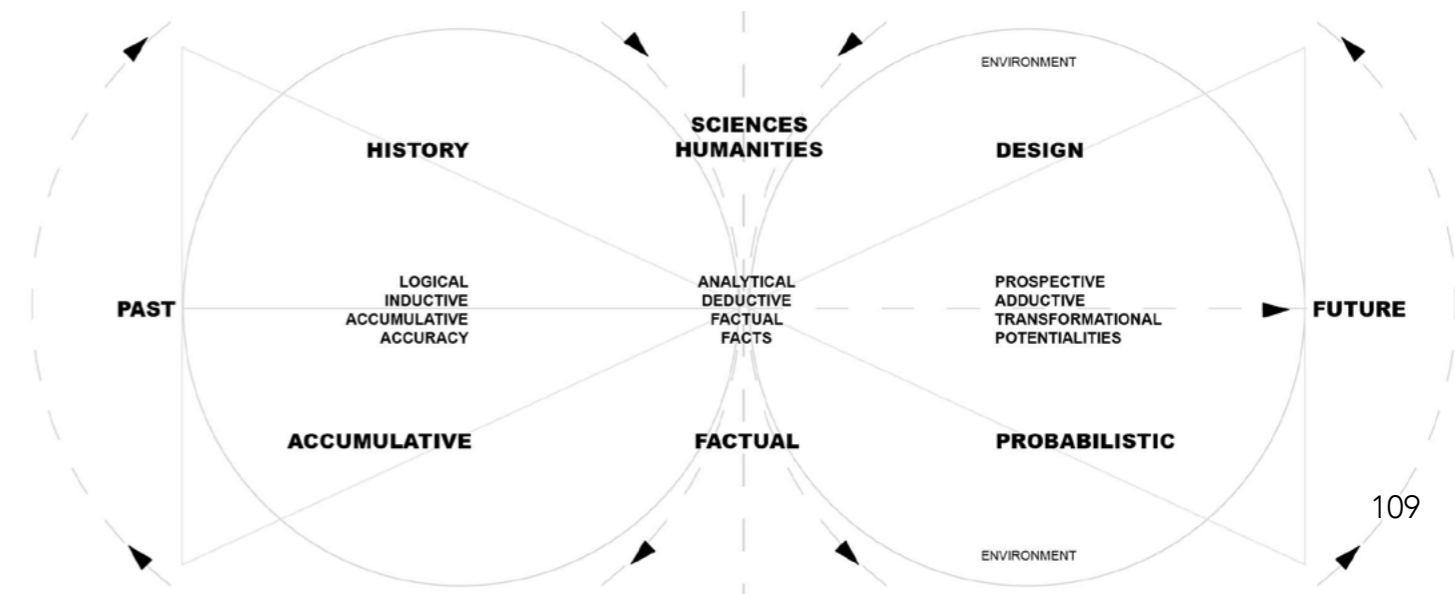 ENVIRONMENT
SCIENCES
HUMANITIES
HISTORY
DESIGN
LOGICAL
INDUCTIVE
ACCUMULATIVE
ACCURACY
ANALYTICAL
DEDUCTIVE
FACTUAL
FACTS
PROSPECTIVE
ADDUCTIVE
TRANSFORMATIONAL
POTENTIALITIES
PAST
FUTURE
ACCUMULATIVE
FACTUAL
PROBABILISTIC
109
ENVIRONMENT